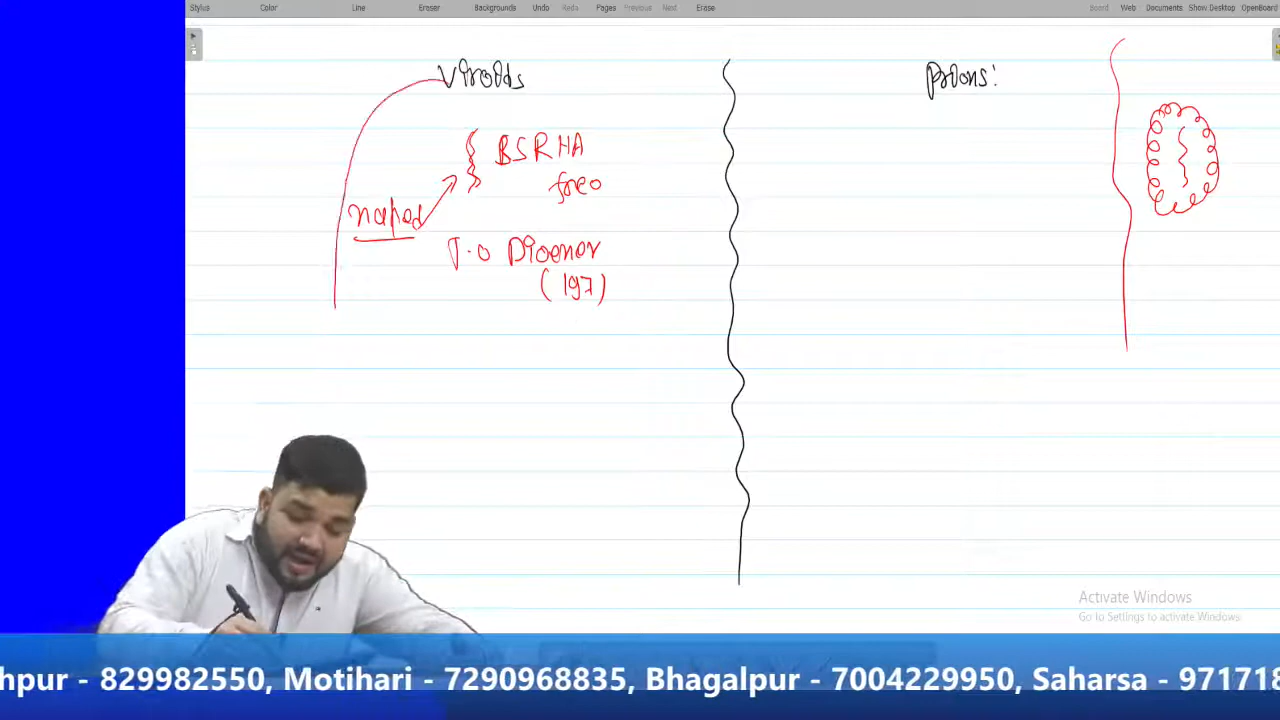 Stylus Color Line Eraser Backgrounds Undo Redo Pages Previous Next Erase Board Web Documents Show Desktop OpenBoard
Viroids
Prions:
BSRNA
free
naked
T.O Dioener
(197)
Activate Windows
Go to Settings to activate Windows.
hpur - 829982550, Motihari - 7290968835, Bhagalpur - 7004229950, Saharsa - 97171